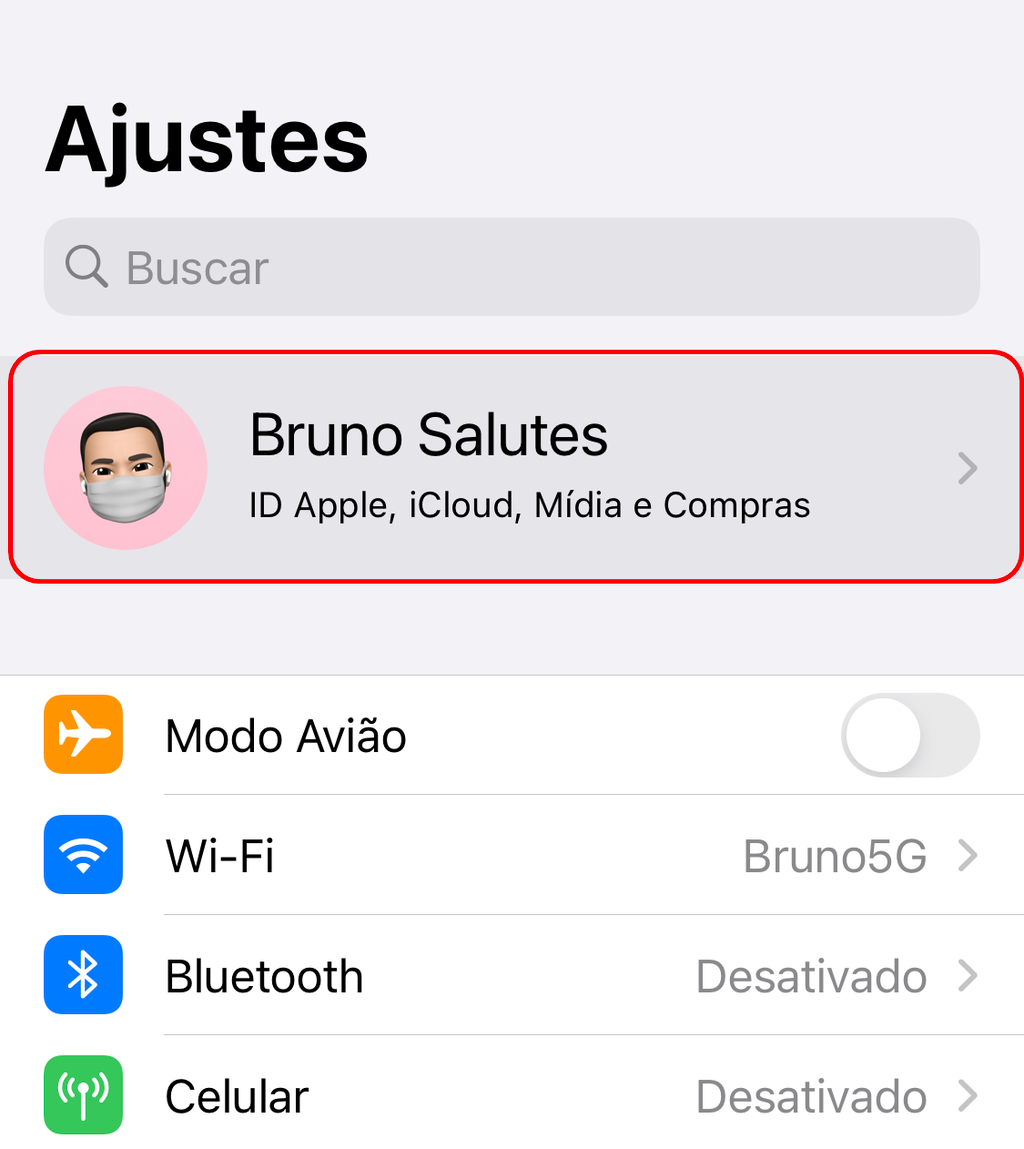 Ajustes
Buscar
Bruno Salutes
ID Apple, iCloud, Mídia e Compras
Modo Avião
Wi-Fi Bruno5G
Bluetooth Desativado
Celular Desativado